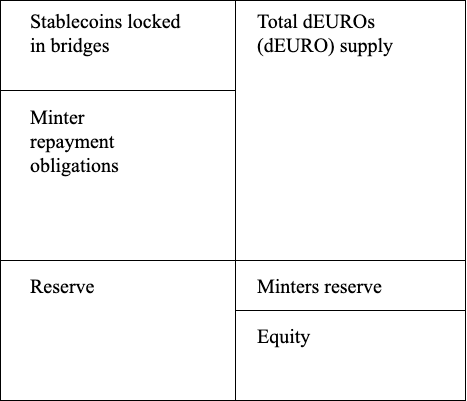 Stablecoins locked
in bridges
Total dEUROs
(dEURO) supply
Minter
repayment
obligations
Reserve
Minters reserve
Equity